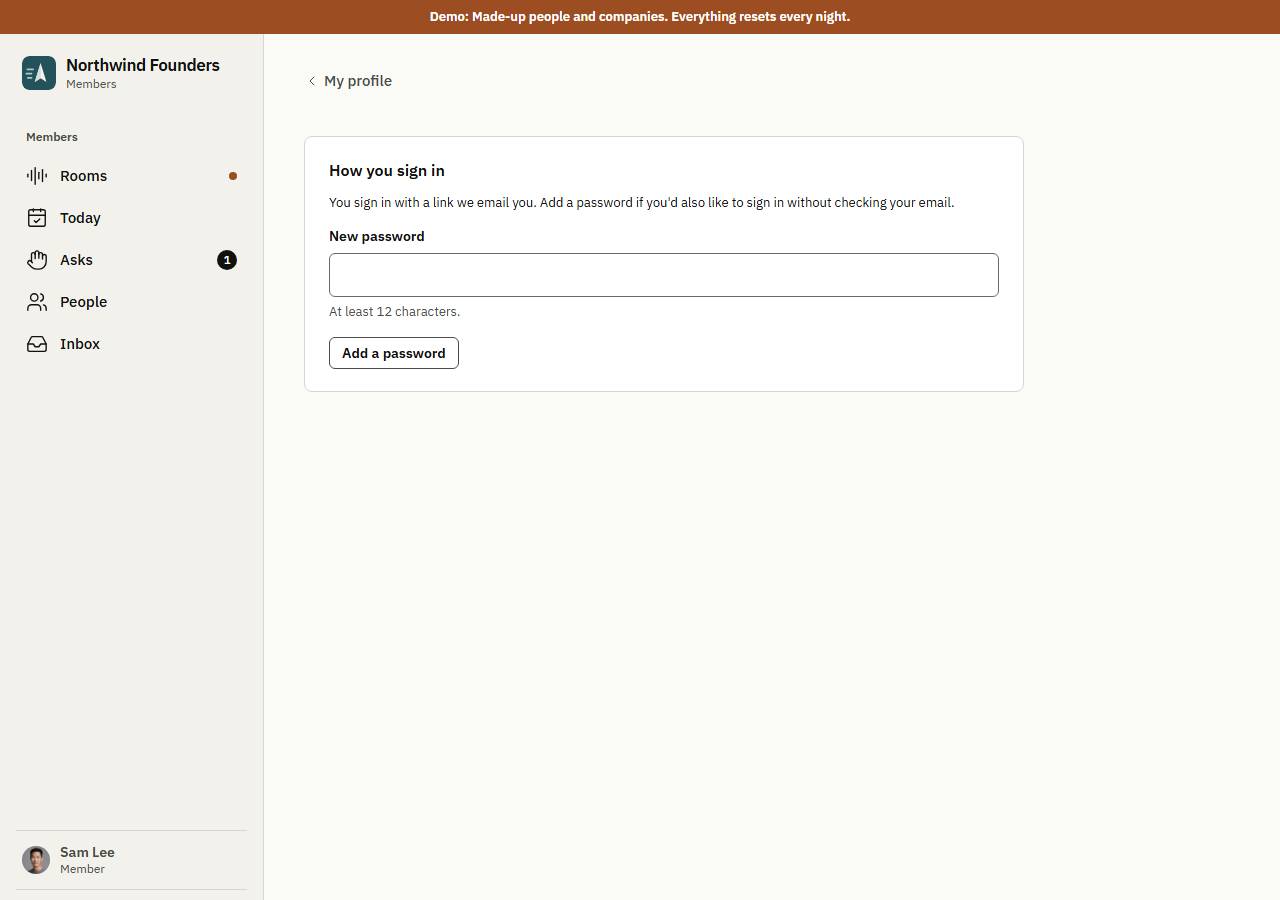 Demo: Made-up people and companies. Everything resets every night.
Northwind Founders
Members
Members
Rooms
Today
Asks 1
People
Inbox
Sam Lee
Member
My profile
How you sign in
You sign in with a link we email you. Add a password if you'd also like to sign in without checking your email.
New password
At least 12 characters.
Add a password